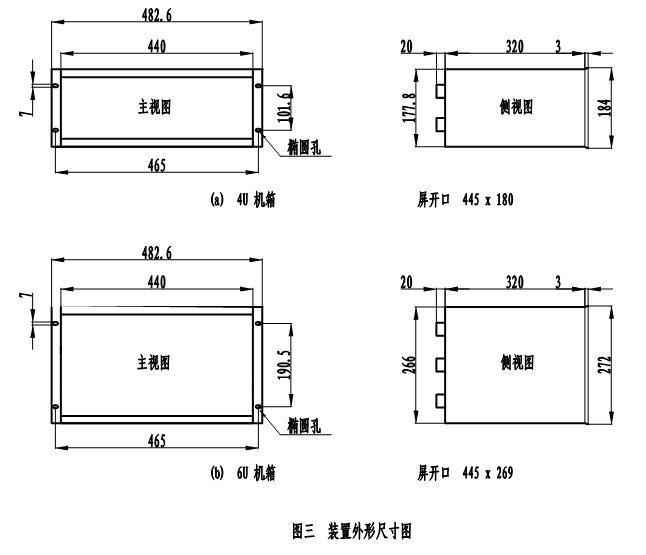 482.6
440
20 320 3
7
主视图
101.6
177.8
侧视图
184
椭圆孔
465
(a) 4U 机箱
屏开口 445 x 180
482.6
440
20 320 3
7
主视图
190.5
266
侧视图
272
椭圆孔
465
(b) 6U 机箱
屏开口 445 x 269
图三 装置外形尺寸图